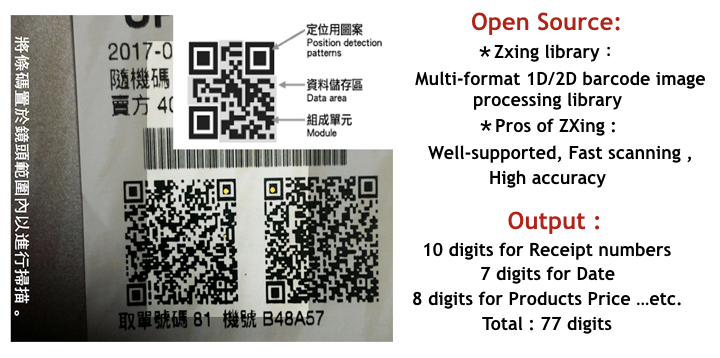 將條碼置於鏡頭範圍內以進行掃描。
2017-0
隨機碼
賣方 40
定位用圖案
Position detection
patterns
資料儲存區
Data area
組成單元
Module
取單號碼 81 機號 B48A57
Open Source:
*Zxing library：
Multi-format 1D/2D barcode image
processing library
*Pros of ZXing :
Well-supported, Fast scanning ,
High accuracy
Output :
10 digits for Receipt numbers
7 digits for Date
8 digits for Products Price ...etc.
Total : 77 digits